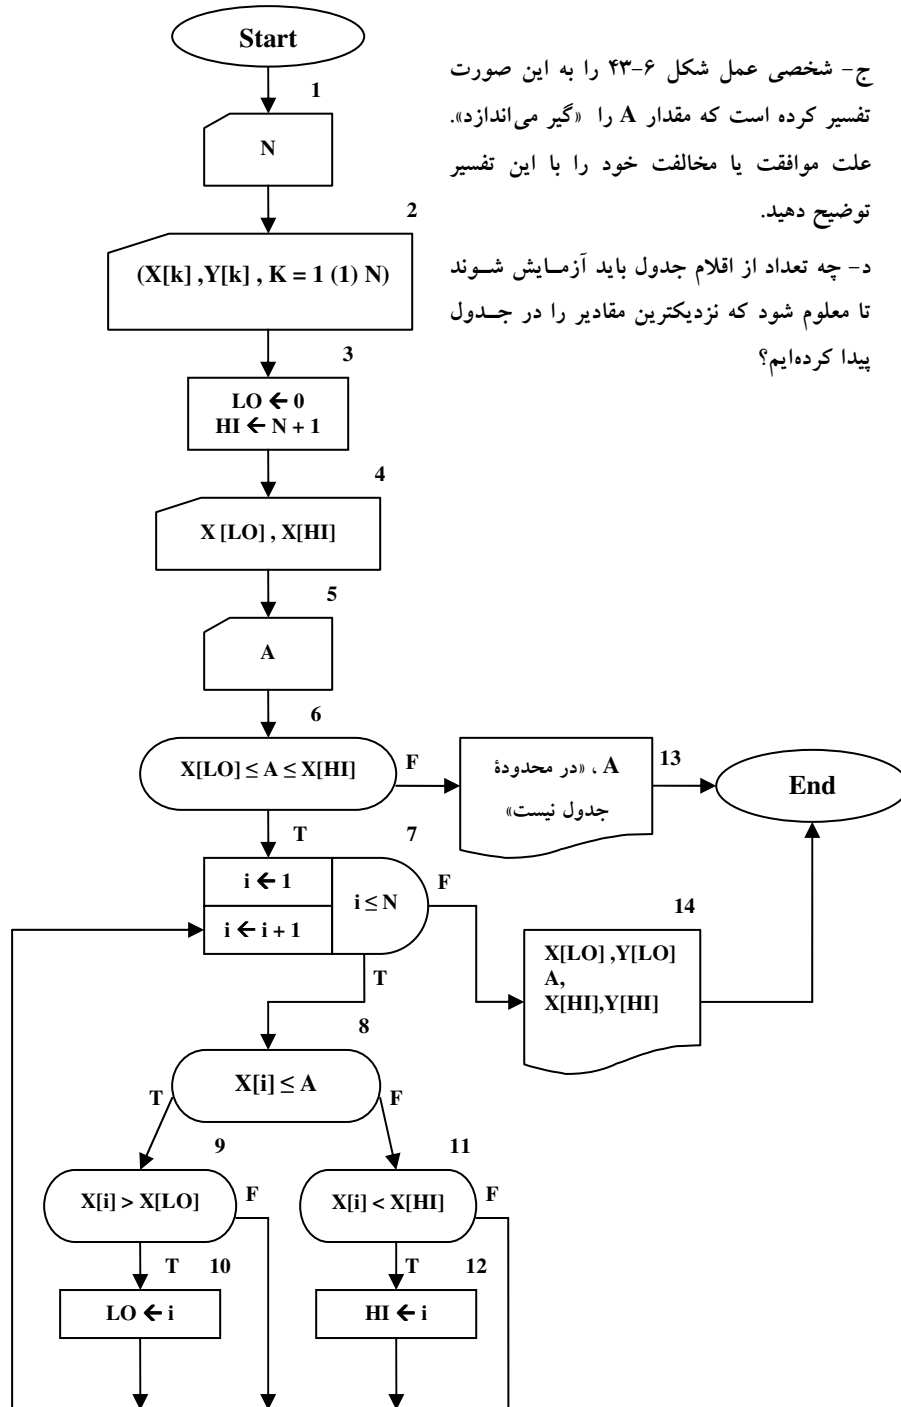 Start
ج- شخصی عمل شکل ۶-۴۳ را به این صورت
تفسیر کرده است که مقدار A را «گیر می‌اندازد».
علت موافقت یا مخالفت خود را با این تفسیر
توضیح دهید.
د- چه تعداد از اقلام جدول باید آزمایش شوند
تا معلوم شود که نزدیکترین مقادیر را در جدول
پیدا کرده‌ایم؟
1
N
2
(X[k] ,Y[k] , K = 1 (1) N)
3
LO ← 0
HI ← N + 1
4
X [LO] , X[HI]
5
A
6
X[LO] ≤ A ≤ X[HI]
F
T
13
A ، «در محدودهٔ
جدول نیست»
End
7
i ← 1
i ← i + 1
i ≤ N
F
T
14
X[LO] ,Y[LO]
A,
X[HI],Y[HI]
8
X[i] ≤ A
T
F
9
X[i] > X[LO]
F
T
11
X[i] < X[HI]
F
T
10
LO ← i
12
HI ← i